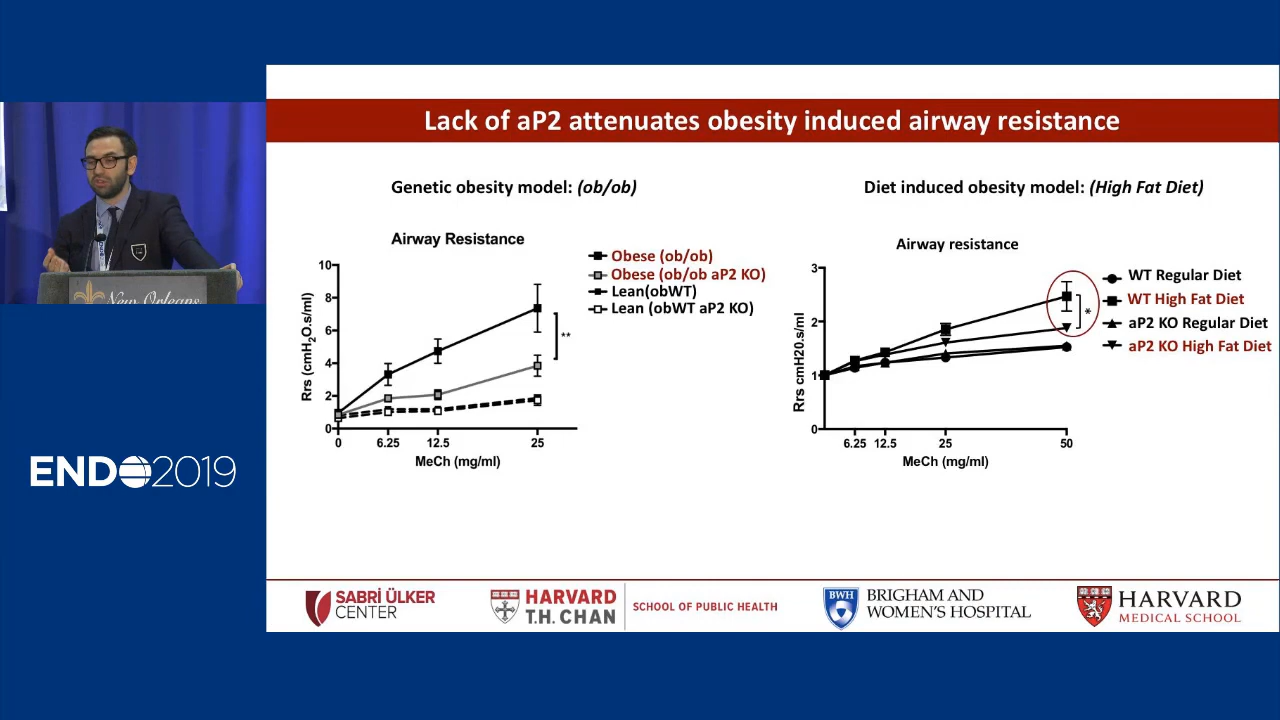 Lack of aP2 attenuates obesity induced airway resistance
Genetic obesity model: (ob/ob)
Airway Resistance
Rrs (cmH2O.s/ml)
10
8
6
4
2
0
0 6.25 12.5 25
MeCh (mg/ml)
**
Obese (ob/ob)
Obese (ob/ob aP2 KO)
Lean(obWT)
Lean (obWT aP2 KO)
Diet induced obesity model: (High Fat Diet)
Airway resistance
Rrs cmH20.s/ml
3
2
1
0
6.25 12.5 25 50
MeCh (mg/ml)
*
WT Regular Diet
WT High Fat Diet
aP2 KO Regular Diet
aP2 KO High Fat Diet
New Orleans
END 2019
SABRİ ÜLKER
CENTER
HARVARD
T.H. CHAN
SCHOOL OF PUBLIC HEALTH
BWH
BRIGHAM AND
WOMEN'S HOSPITAL
HARVARD
MEDICAL SCHOOL